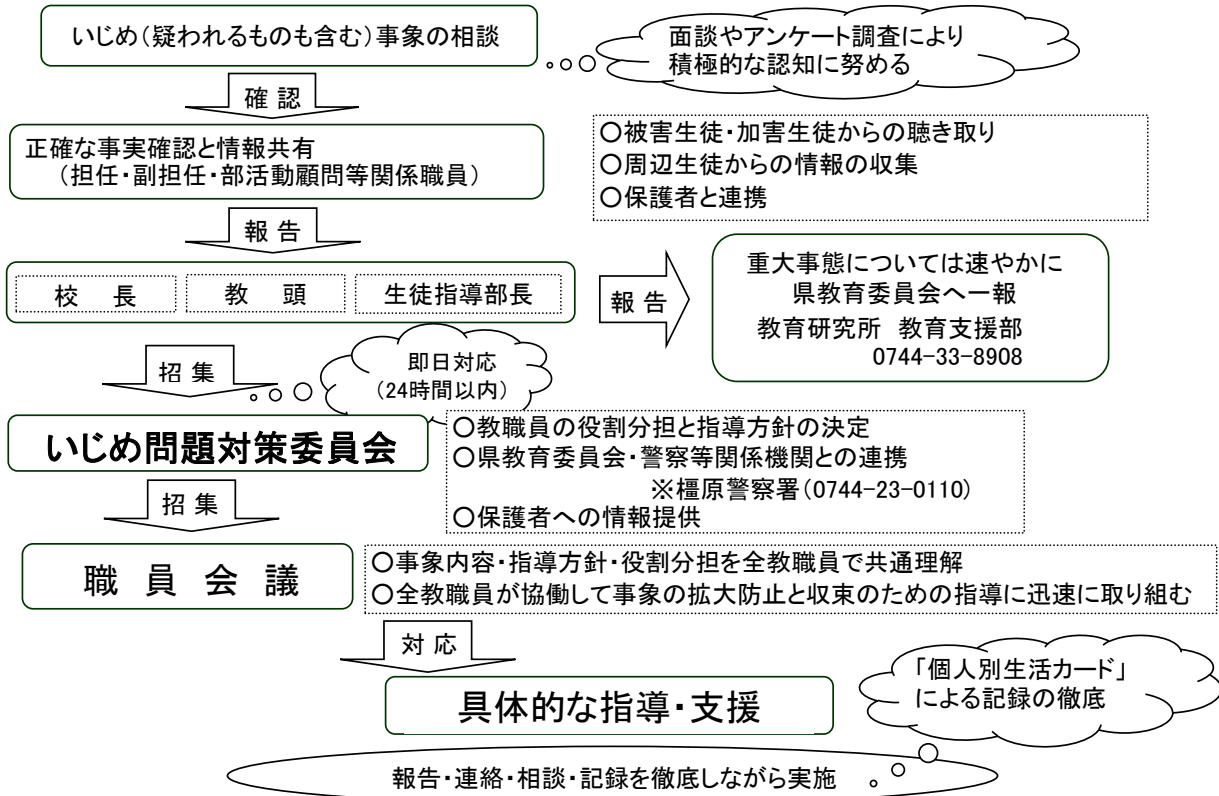 いじめ(疑われるものも含む)事象の相談
面談やアンケート調査により
積極的な認知に努める
確 認
正確な事実確認と情報共有
(担任・副担任・部活動顧問等関係職員)
○被害生徒・加害生徒からの聴き取り
○周辺生徒からの情報の収集
○保護者と連携
報 告
校 長
教 頭
生徒指導部長
報 告
重大事態については速やかに
県教育委員会へ一報
教育研究所 教育支援部
0744-33-8908
招 集
即日対応
(24時間以内)
いじめ問題対策委員会
○教職員の役割分担と指導方針の決定
○県教育委員会・警察等関係機関との連携
※橿原警察署(0744-23-0110)
○保護者への情報提供
招 集
職 員 会 議
○事象内容・指導方針・役割分担を全教職員で共通理解
○全教職員が協働して事象の拡大防止と収束のための指導に迅速に取り組む
対 応
具体的な指導・支援
「個人別生活カード」
による記録の徹底
報告・連絡・相談・記録を徹底しながら実施